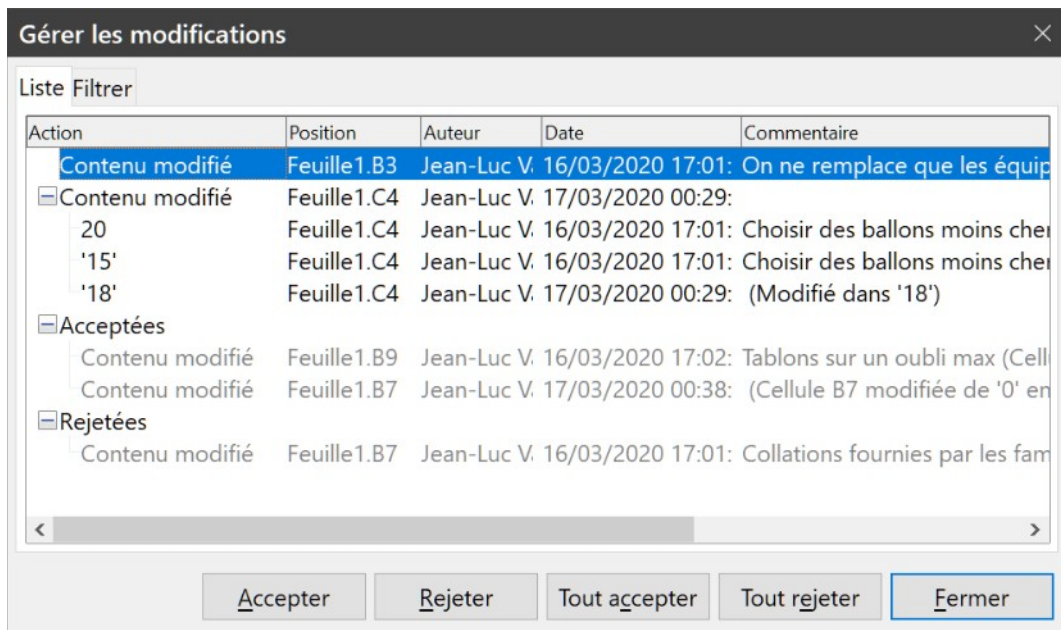 Gérer les modifications
Liste Filtrer
Action Position Auteur Date Commentaire
Contenu modifié Feuille1.B3 Jean-Luc V. 16/03/2020 17:01: On ne remplace que les équip
Contenu modifié Feuille1.C4 Jean-Luc V. 17/03/2020 00:29:
20 Feuille1.C4 Jean-Luc V. 16/03/2020 17:01: Choisir des ballons moins cher
'15' Feuille1.C4 Jean-Luc V. 16/03/2020 17:01: Choisir des ballons moins cher
'18' Feuille1.C4 Jean-Luc V. 17/03/2020 00:29: (Modifié dans '18')
Acceptées
Contenu modifié Feuille1.B9 Jean-Luc V. 16/03/2020 17:02: Tablons sur un oubli max (Cell
Contenu modifié Feuille1.B7 Jean-Luc V. 17/03/2020 00:38: (Cellule B7 modifiée de '0' en
Rejetées
Contenu modifié Feuille1.B7 Jean-Luc V. 16/03/2020 17:01: Collations fournies par les fam
Accepter Rejeter Tout accepter Tout rejeter Fermer